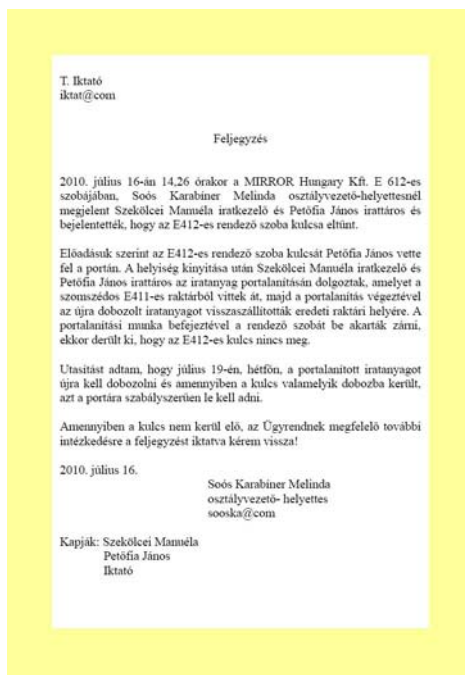 T. Iktató
iktat@com
Feljegyzés
2010. július 16-án 14,26 órakor a MIRROR Hungary Kft. E 612-es
szobájában, Soós Karabiner Melinda osztályvezető-helyettesnél
megjelent Szekölcei Manuéla iratkezelő és Petőfia János irattáros és
bejelentették, hogy az E412-es rendező szoba kulcsa eltűnt.
Előadásuk szerint az E412-es rendező szoba kulcsát Petőfia János vette
fel a portán. A helyiség kinyitása után Szekölcei Manuéla iratkezelő és
Petőfia János irattáros az iratanyag portalanításán dolgoztak, amelyet a
szomszédos E411-es raktárból vittek át, majd a portalanítás végeztével
az újra dobozolt iratanyagot visszaszállították eredeti raktári helyére. A
portalanítási munka befejeztével a rendező szobát be akarták zárni,
ekkor derült ki, hogy az E412-es kulcs nincs meg.
Utasítást adtam, hogy július 19-én, hétfőn, a portalanított iratanyagot
újra kell dobozolni és amennyiben a kulcs valamelyik dobozba került,
azt a portára szabályszerűen le kell adni.
Amennyiben a kulcs nem kerül elő, az Ügyrendnek megfelelő további
intézkedésre a feljegyzést iktatva kérem vissza!
2010. július 16.
Soós Karabiner Melinda
osztályvezető- helyettes
sooska@com
Kapják: Szekölcei Manuéla
Petőfia János
Iktató